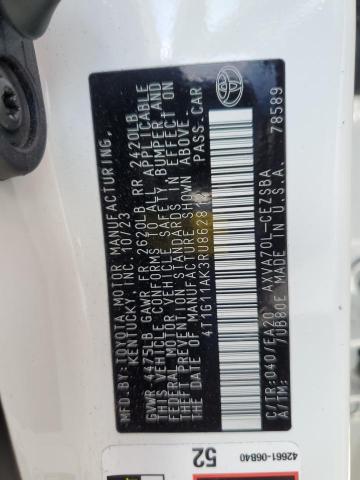 MFD. BY: TOYOTA MOTOR MANUFACTURING,
KENTUCKY, INC. 10/23
GVWR 4475LB GAWR FR 2620LB RR 2420LB
THIS VEHICLE CONFORMS TO ALL APPLICABLE
FEDERAL MOTOR VEHICLE SAFETY, BUMPER, AND
THEFT PREVENTION STANDARDS IN EFFECT ON
THE DATE OF MANUFACTURE SHOWN ABOVE.
4T1G11AK3RU8628 PASS.CAR
C/TR:040/EA20 AXVA70L-CEZSBA
A/TM: 70680E MADE IN U.S.A. 78589
42661-06B40
52